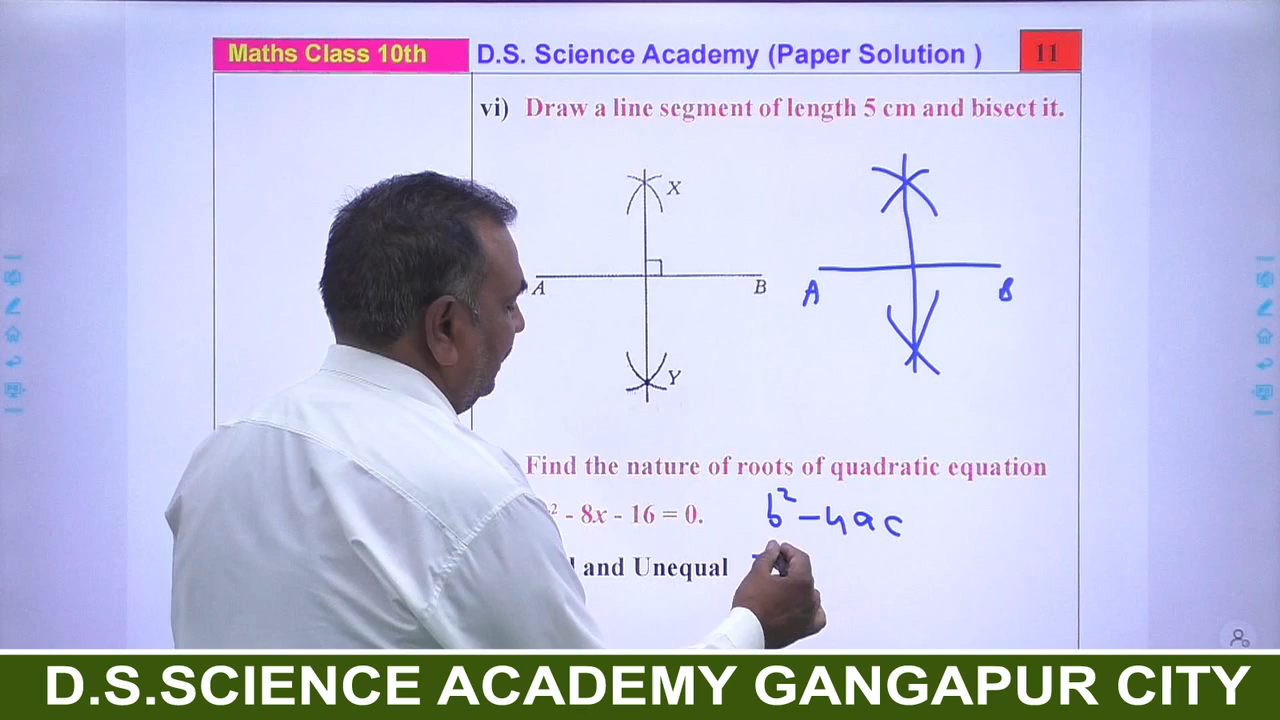 Maths Class 10th D.S. Science Academy (Paper Solution ) 11
vi) Draw a line segment of length 5 cm and bisect it.
X
A B
Y
A B
Find the nature of roots of quadratic equation
² - 8x - 16 = 0. b² - 4ac
and Unequal
D.S.SCIENCE ACADEMY GANGAPUR CITY